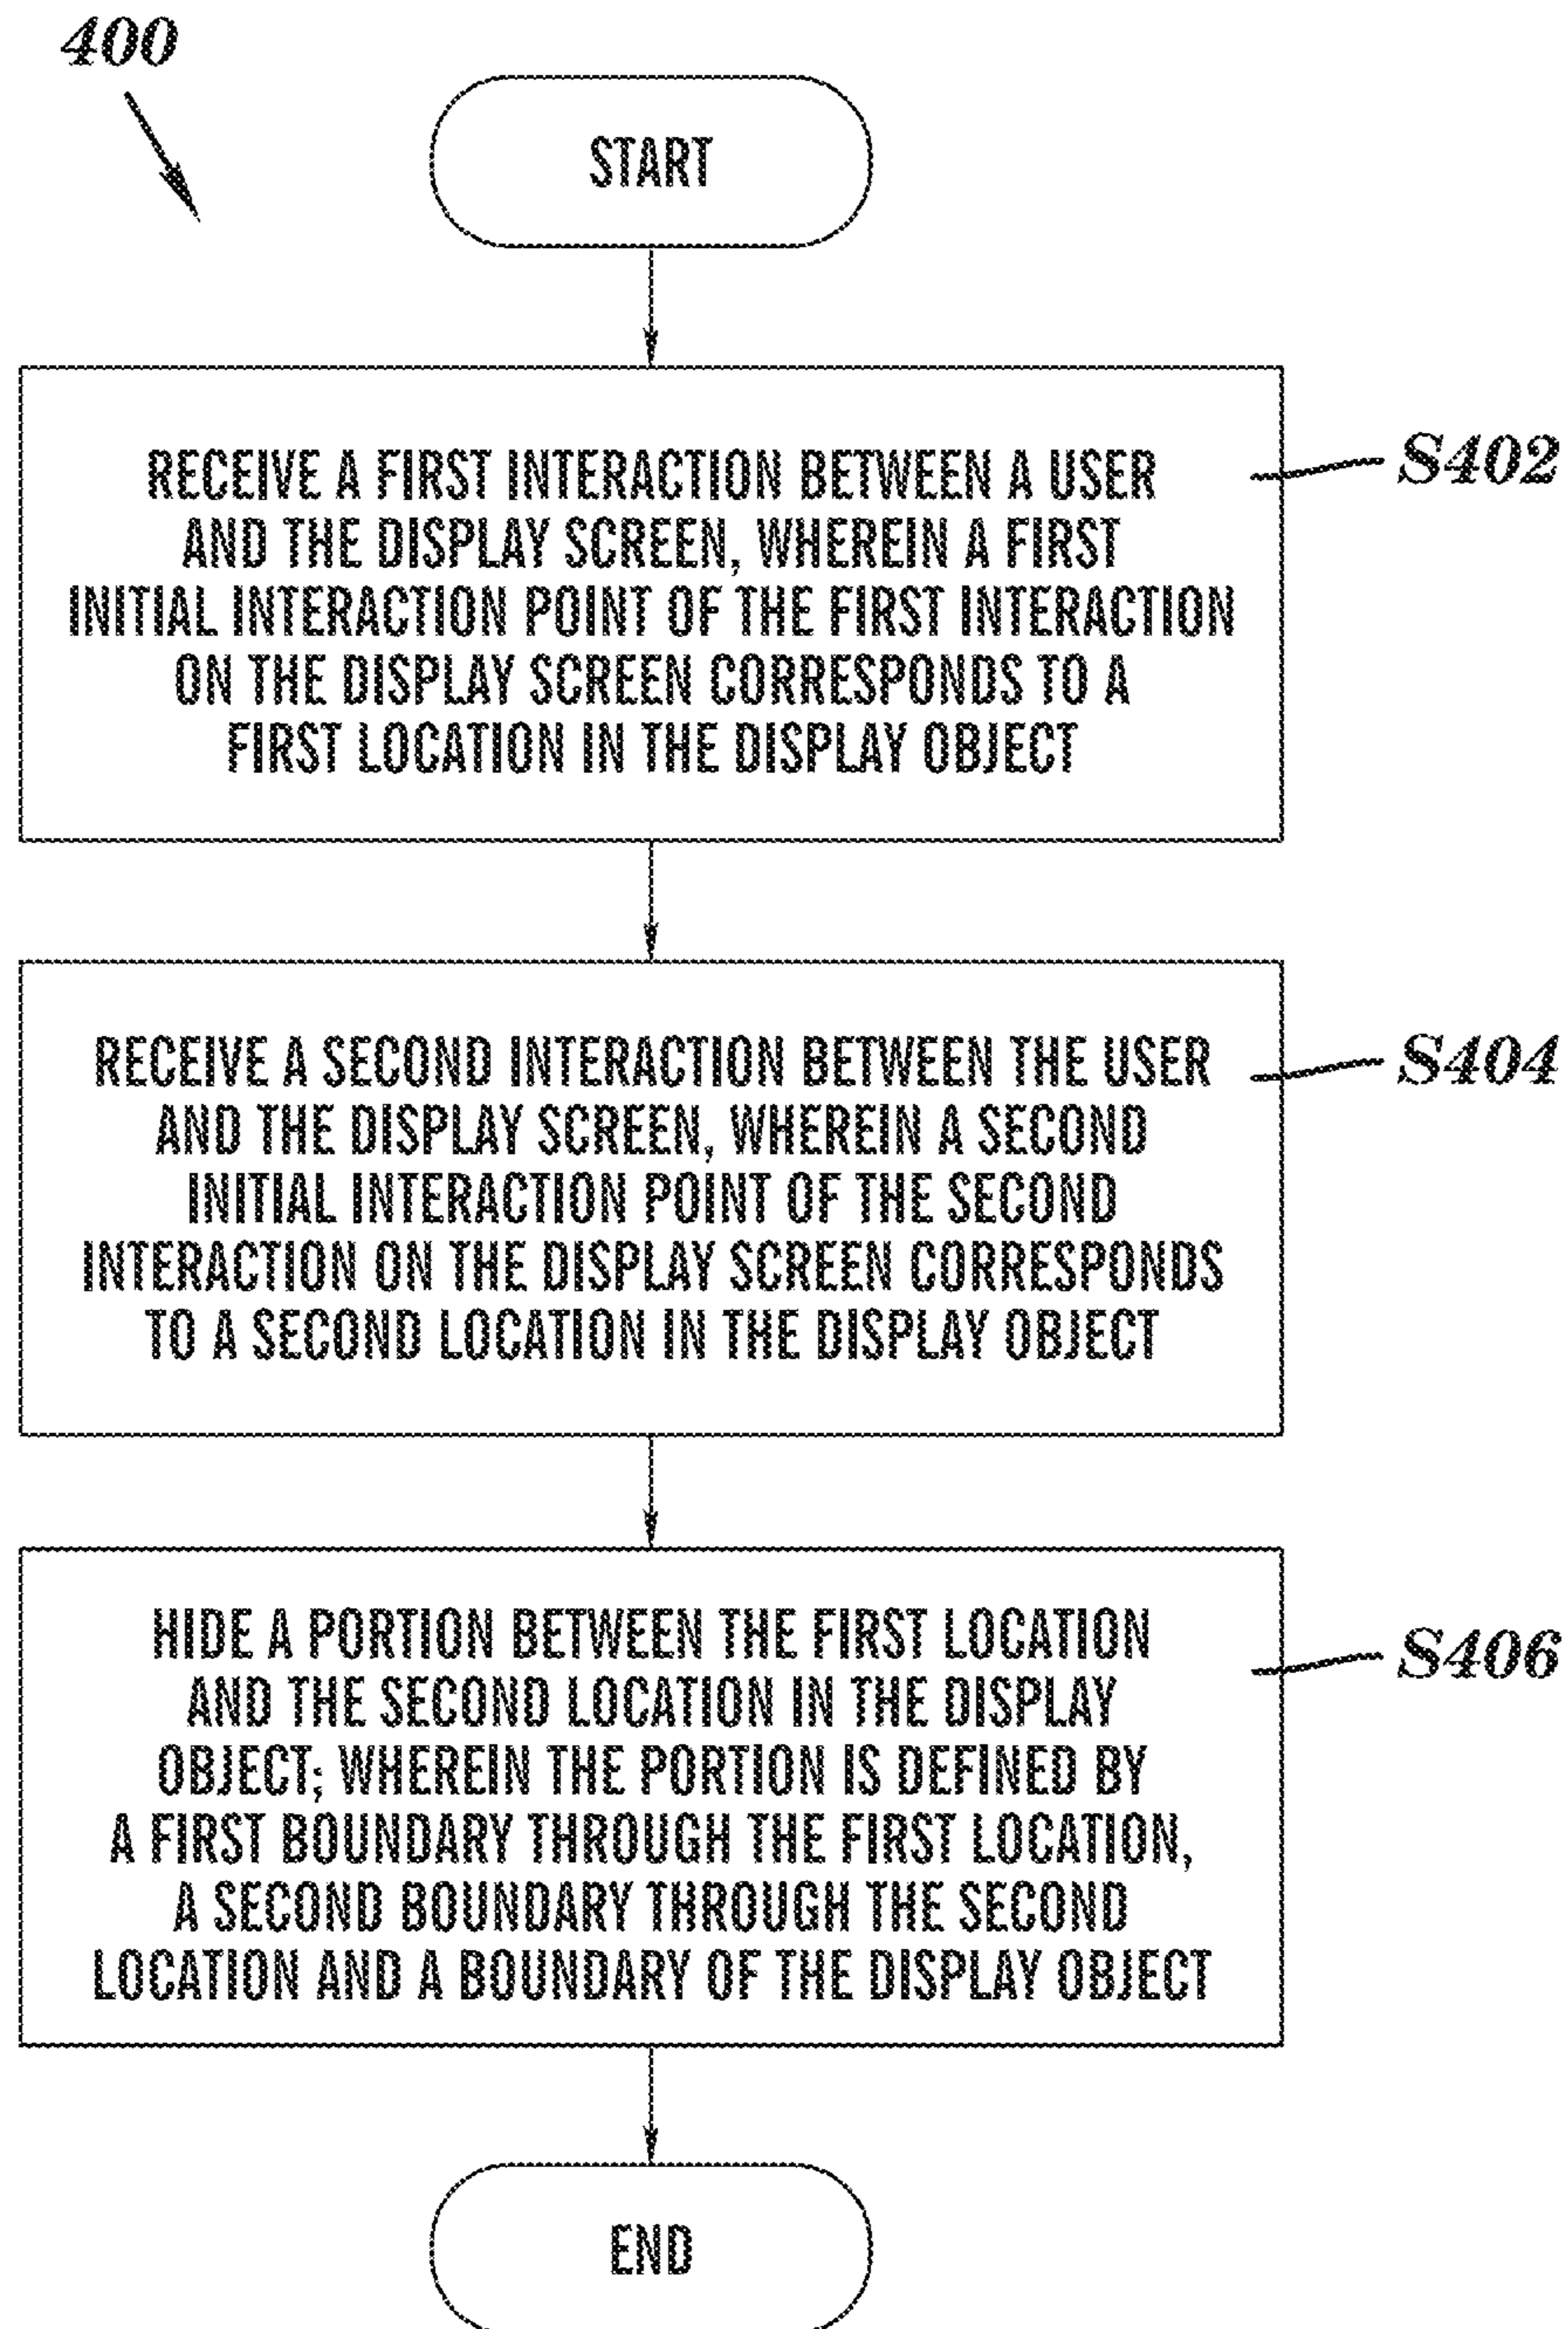 400
START
RECEIVE A FIRST INTERACTION BETWEEN A USER
AND THE DISPLAY SCREEN, WHEREIN A FIRST
INITIAL INTERACTION POINT OF THE FIRST INTERACTION
ON THE DISPLAY SCREEN CORRESPONDS TO A
FIRST LOCATION IN THE DISPLAY OBJECT
S402
RECEIVE A SECOND INTERACTION BETWEEN THE USER
AND THE DISPLAY SCREEN, WHEREIN A SECOND
INITIAL INTERACTION POINT OF THE SECOND
INTERACTION ON THE DISPLAY SCREEN CORRESPONDS
TO A SECOND LOCATION IN THE DISPLAY OBJECT
S404
HIDE A PORTION BETWEEN THE FIRST LOCATION
AND THE SECOND LOCATION IN THE DISPLAY
OBJECT; WHEREIN THE PORTION IS DEFINED BY
A FIRST BOUNDARY THROUGH THE FIRST LOCATION,
A SECOND BOUNDARY THROUGH THE SECOND
LOCATION AND A BOUNDARY OF THE DISPLAY OBJECT
S406
END